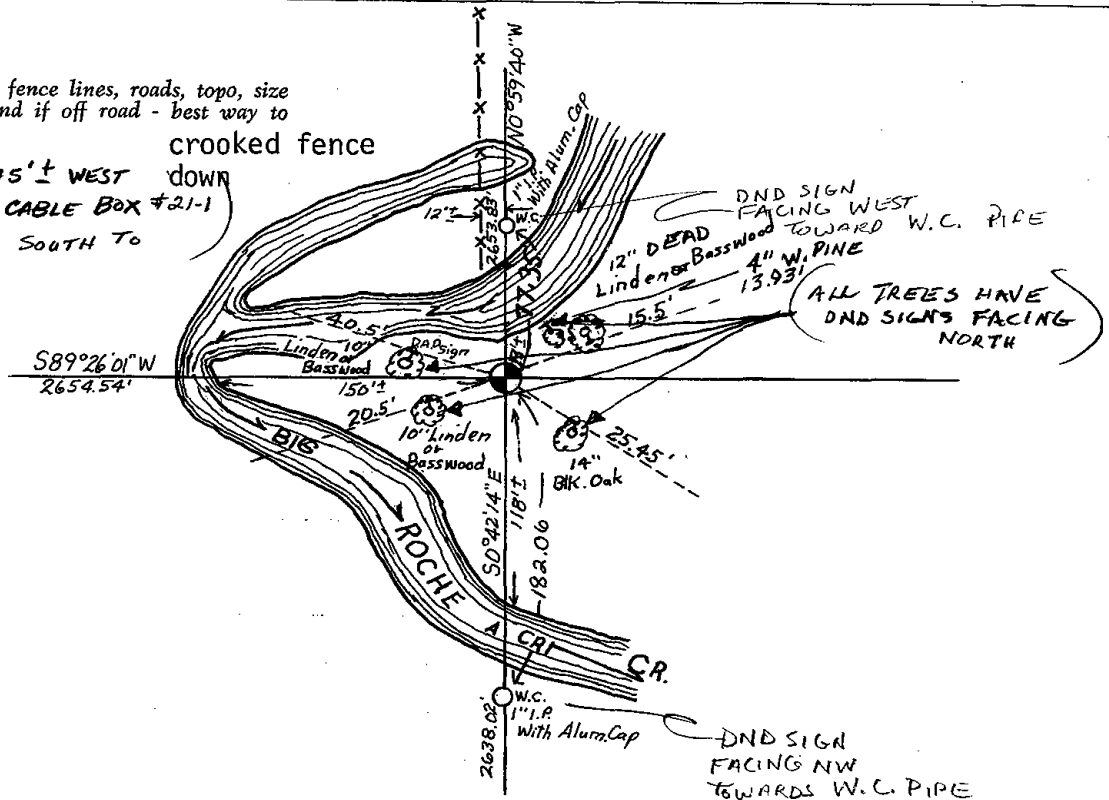 fence lines, roads, topo, size
nd if off road - best way to
crooked fence
down
5'± WEST
CABLE BOX #21-1
SOUTH TO
N0°59'40"W
2653.83'
12'±
W.C.
1" I.P.
With Alum. Cap
DND SIGN
FACING WEST
TOWARD W.C. PIPE
12" DEAD
Linden or Basswood
4" W. PINE
13.93'
15.5'
ALL TREES HAVE
DND SIGNS FACING
NORTH
40.5'
10"
Linden or
Basswood
S89°26'01"W
2654.54'
150'±
20.5'
10" Linden
or
Basswood
25.45'
14"
Blk. Oak
S0°42'14"E
118'±
182.06
BIG
ROCHE
A
CRI
CR.
W.C.
1" I.P.
With Alum. Cap
2638.02'
DND SIGN
FACING NW
TOWARDS W.C. PIPE